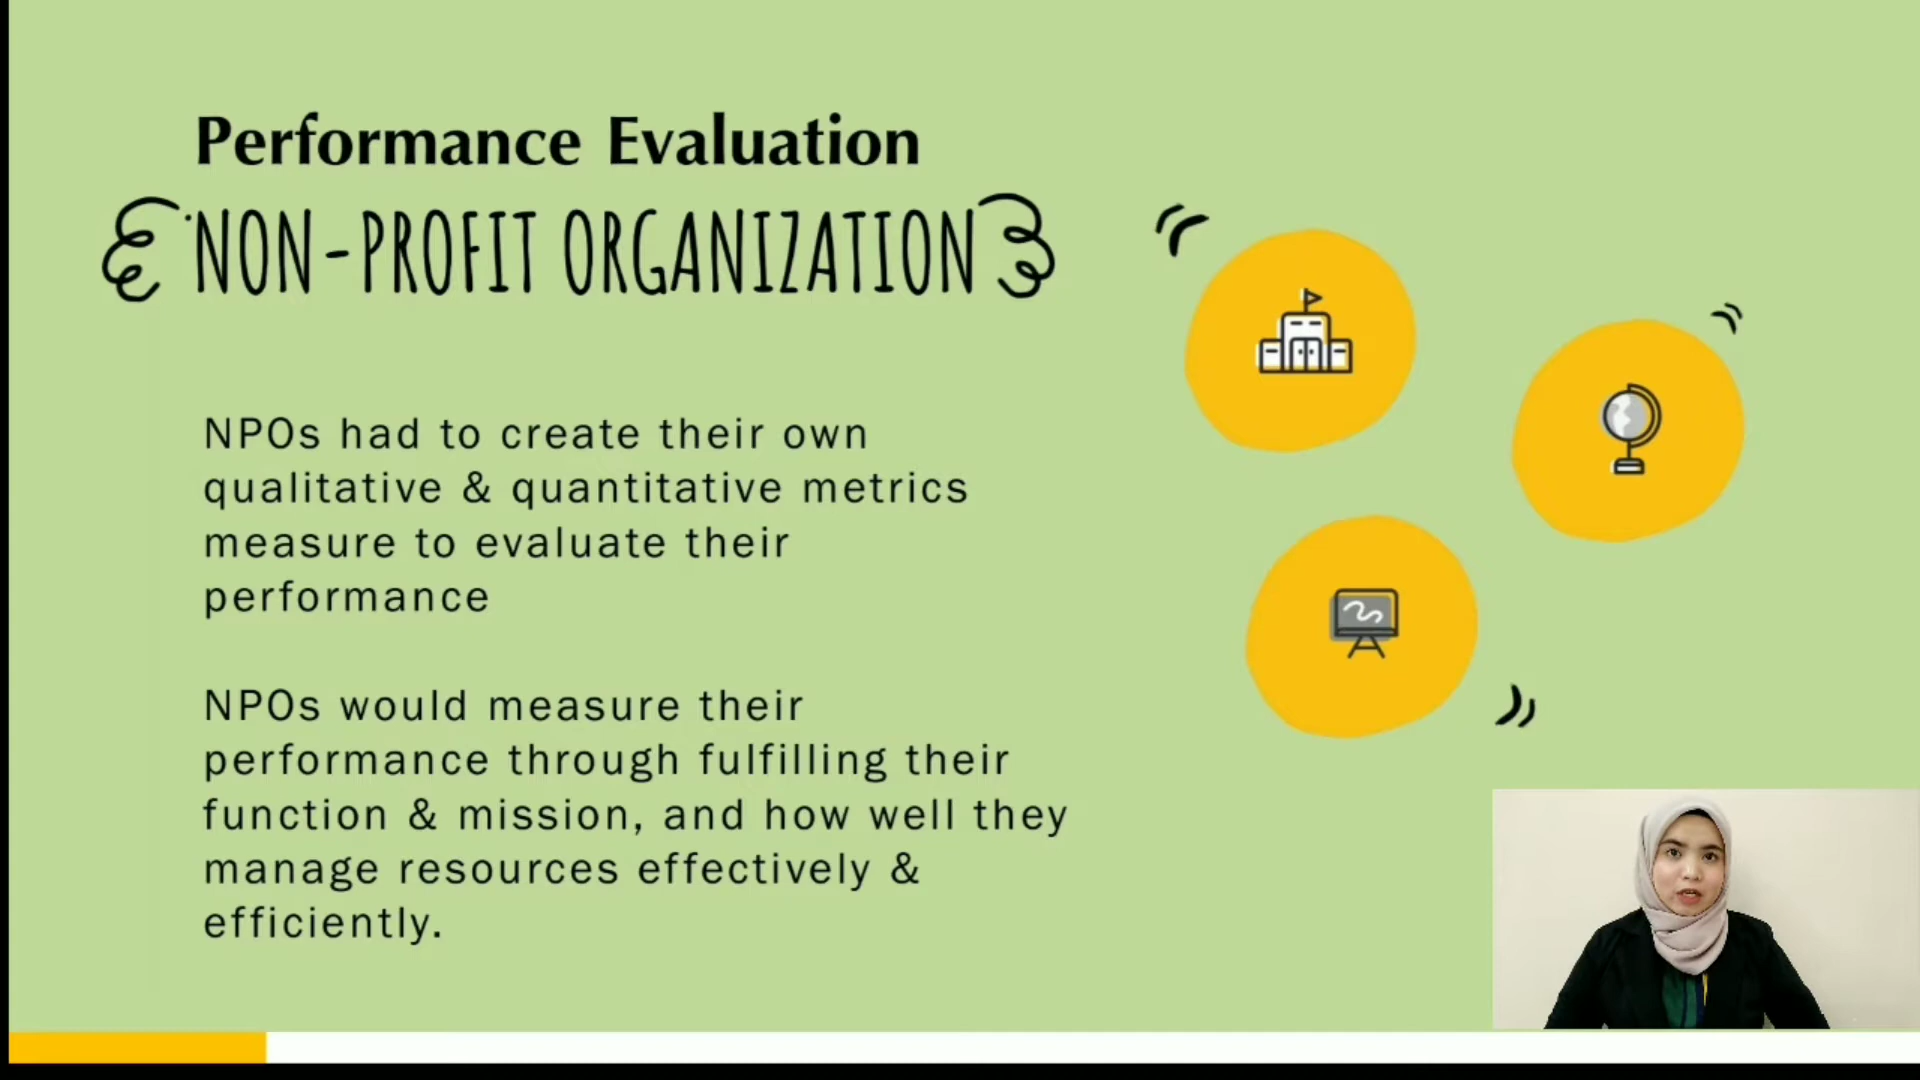 Performance Evaluation
NON-PROFIT ORGANIZATION
NPOs had to create their own
qualitative & quantitative metrics
measure to evaluate their
performance
NPOs would measure their
performance through fulfilling their
function & mission, and how well they
manage resources effectively &
efficiently.